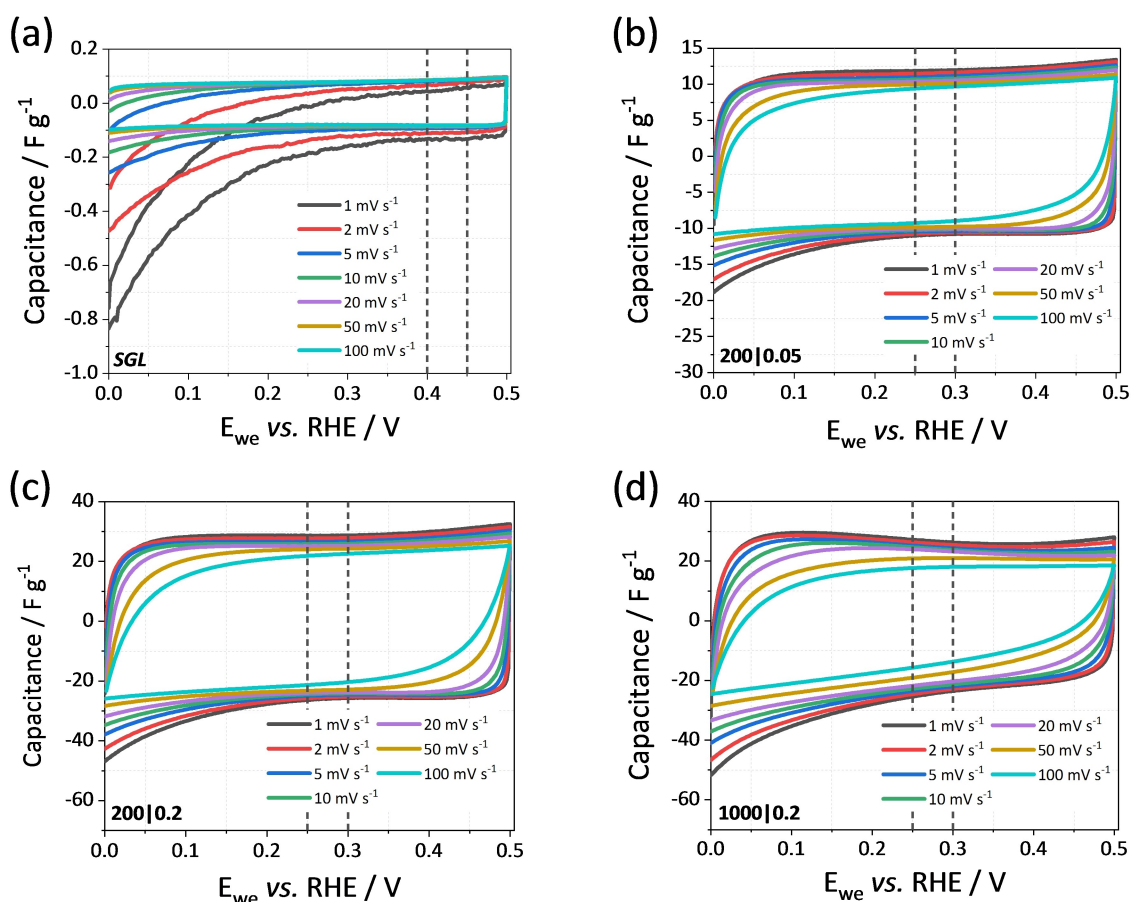 (a)
0.2
0.0
-0.2
-0.4
-0.6
-0.8
-1.0
Capacitance / F g⁻¹
1 mV s⁻¹
2 mV s⁻¹
5 mV s⁻¹
10 mV s⁻¹
20 mV s⁻¹
50 mV s⁻¹
100 mV s⁻¹
SGL
0.0 0.1 0.2 0.3 0.4 0.5
E_we vs. RHE / V
(b)
15
10
5
0
-5
-10
-15
-20
-25
-30
Capacitance / F g⁻¹
1 mV s⁻¹ 20 mV s⁻¹
2 mV s⁻¹ 50 mV s⁻¹
5 mV s⁻¹ 100 mV s⁻¹
10 mV s⁻¹
200|0.05
0.0 0.1 0.2 0.3 0.4 0.5
E_we vs. RHE / V
(c)
40
20
0
-20
-40
-60
Capacitance / F g⁻¹
1 mV s⁻¹ 20 mV s⁻¹
2 mV s⁻¹ 50 mV s⁻¹
5 mV s⁻¹ 100 mV s⁻¹
10 mV s⁻¹
200|0.2
0.0 0.1 0.2 0.3 0.4 0.5
E_we vs. RHE / V
(d)
40
20
0
-20
-40
-60
Capacitance / F g⁻¹
1 mV s⁻¹ 20 mV s⁻¹
2 mV s⁻¹ 50 mV s⁻¹
5 mV s⁻¹ 100 mV s⁻¹
10 mV s⁻¹
1000|0.2
0.0 0.1 0.2 0.3 0.4 0.5
E_we vs. RHE / V